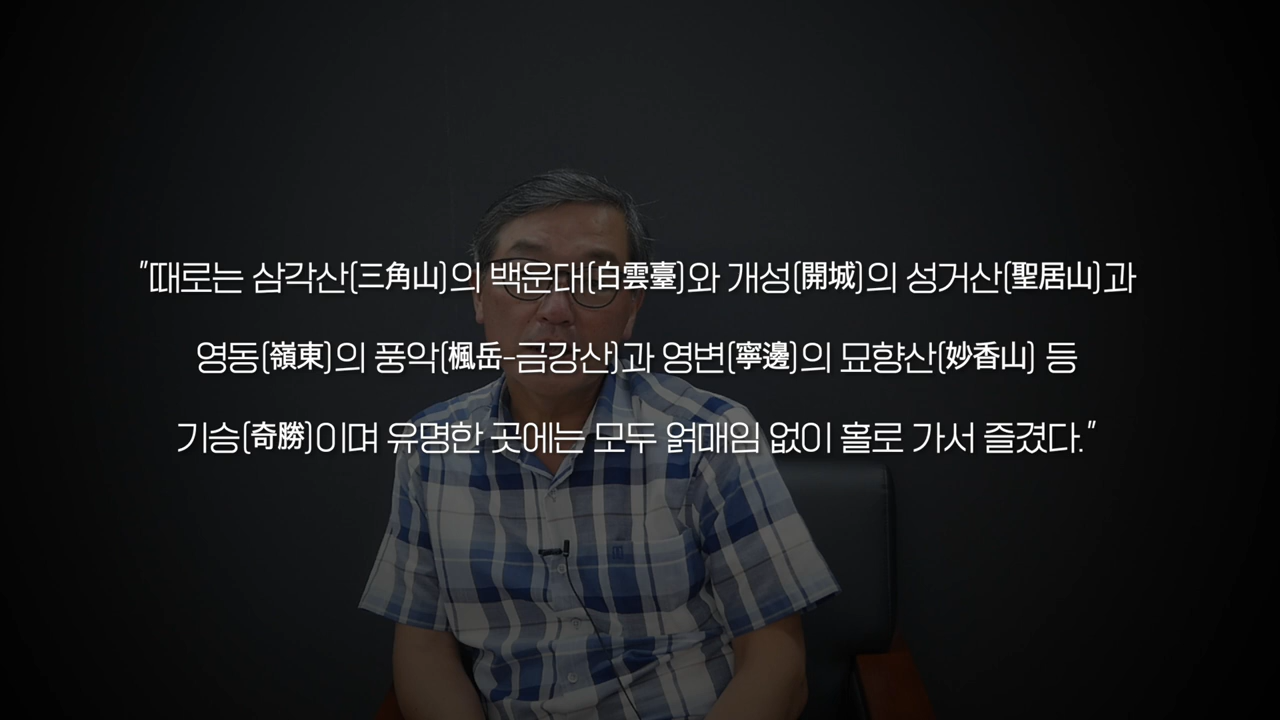 "때로는 삼각산(三角山)의 백운대(白雲臺)와 개성(開城)의 성거산(聖居山)과
영동(嶺東)의 풍악(楓岳-금강산)과 영변(寧邊)의 묘향산(妙香山) 등
기승(奇勝)이며 유명한 곳에는 모두 얽매임 없이 홀로 가서 즐겼다."